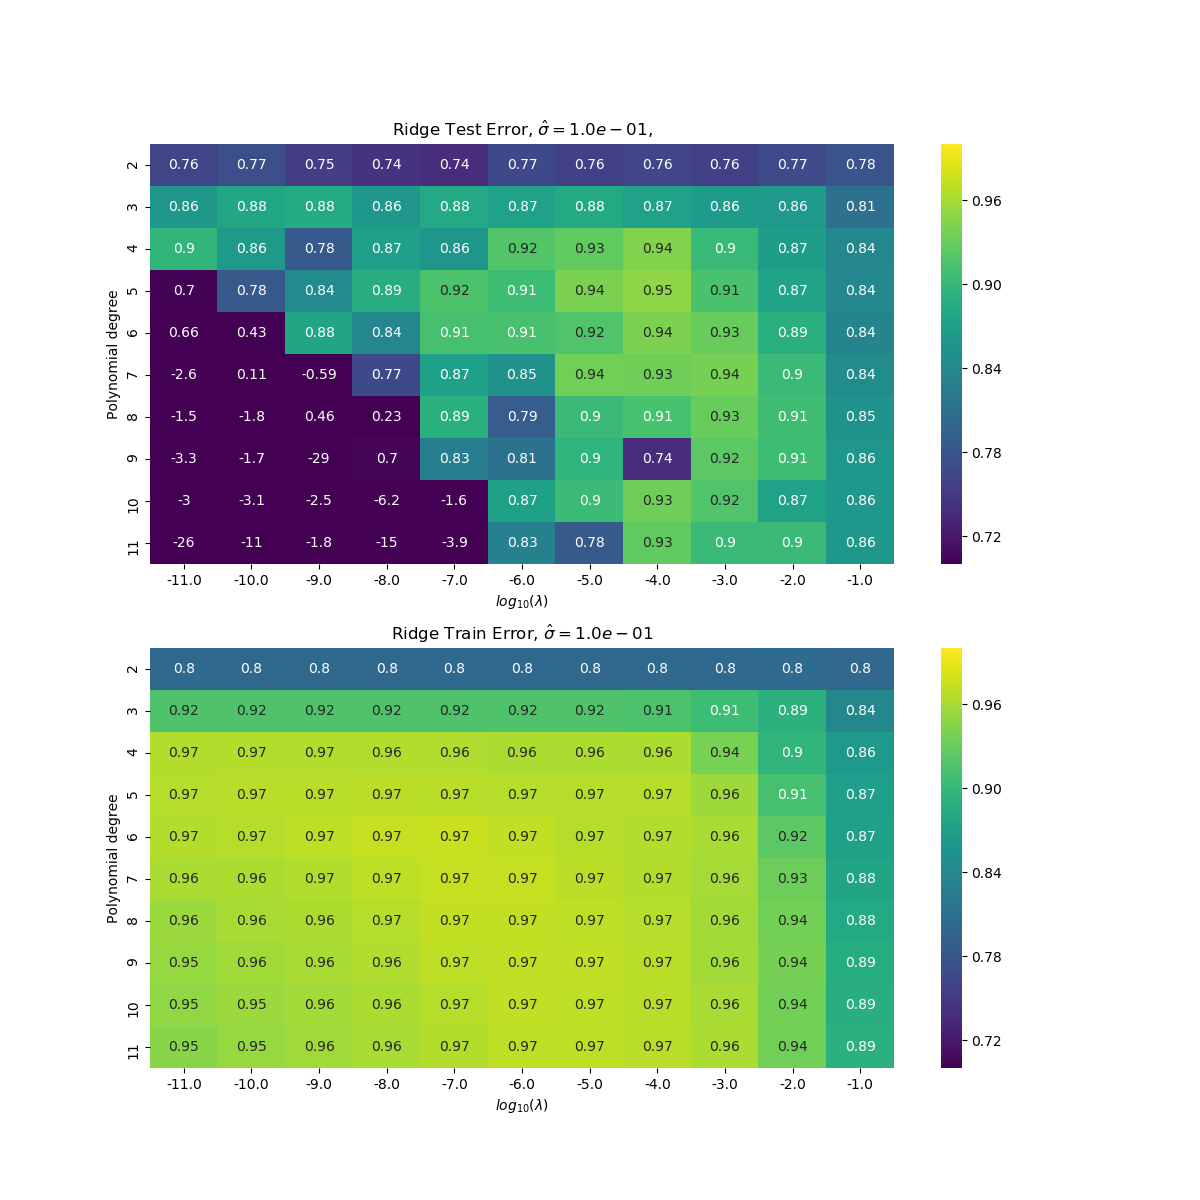 Ridge Test Error, σ̂ = 1.0e − 01,
2 0.76 0.77 0.75 0.74 0.74 0.77 0.76 0.76 0.76 0.77 0.78
3 0.86 0.88 0.88 0.86 0.88 0.87 0.88 0.87 0.86 0.86 0.81
4 0.9 0.86 0.78 0.87 0.86 0.92 0.93 0.94 0.9 0.87 0.84
5 0.7 0.78 0.84 0.89 0.92 0.91 0.94 0.95 0.91 0.87 0.84
6 0.66 0.43 0.88 0.84 0.91 0.91 0.92 0.94 0.93 0.89 0.84
7 -2.6 0.11 -0.59 0.77 0.87 0.85 0.94 0.93 0.94 0.9 0.84
8 -1.5 -1.8 0.46 0.23 0.89 0.79 0.9 0.91 0.93 0.91 0.85
9 -3.3 -1.7 -29 0.7 0.83 0.81 0.9 0.74 0.92 0.91 0.86
10 -3 -3.1 -2.5 -6.2 -1.6 0.87 0.9 0.93 0.92 0.87 0.86
11 -26 -11 -1.8 -15 -3.9 0.83 0.78 0.93 0.9 0.9 0.86
-11.0 -10.0 -9.0 -8.0 -7.0 -6.0 -5.0 -4.0 -3.0 -2.0 -1.0
log₁₀(λ)
Polynomial degree
0.96
0.90
0.84
0.78
0.72
Ridge Train Error, σ̂ = 1.0e − 01
2 0.8 0.8 0.8 0.8 0.8 0.8 0.8 0.8 0.8 0.8 0.8
3 0.92 0.92 0.92 0.92 0.92 0.92 0.92 0.91 0.91 0.89 0.84
4 0.97 0.97 0.97 0.96 0.96 0.96 0.96 0.96 0.94 0.9 0.86
5 0.97 0.97 0.97 0.97 0.97 0.97 0.97 0.97 0.96 0.91 0.87
6 0.97 0.97 0.97 0.97 0.97 0.97 0.97 0.97 0.96 0.92 0.87
7 0.96 0.96 0.97 0.97 0.97 0.97 0.97 0.97 0.96 0.93 0.88
8 0.96 0.96 0.96 0.97 0.97 0.97 0.97 0.97 0.96 0.94 0.88
9 0.95 0.96 0.96 0.96 0.97 0.97 0.97 0.97 0.96 0.94 0.89
10 0.95 0.95 0.96 0.96 0.97 0.97 0.97 0.97 0.96 0.94 0.89
11 0.95 0.95 0.96 0.96 0.97 0.97 0.97 0.97 0.96 0.94 0.89
-11.0 -10.0 -9.0 -8.0 -7.0 -6.0 -5.0 -4.0 -3.0 -2.0 -1.0
log₁₀(λ)
Polynomial degree
0.96
0.90
0.84
0.78
0.72